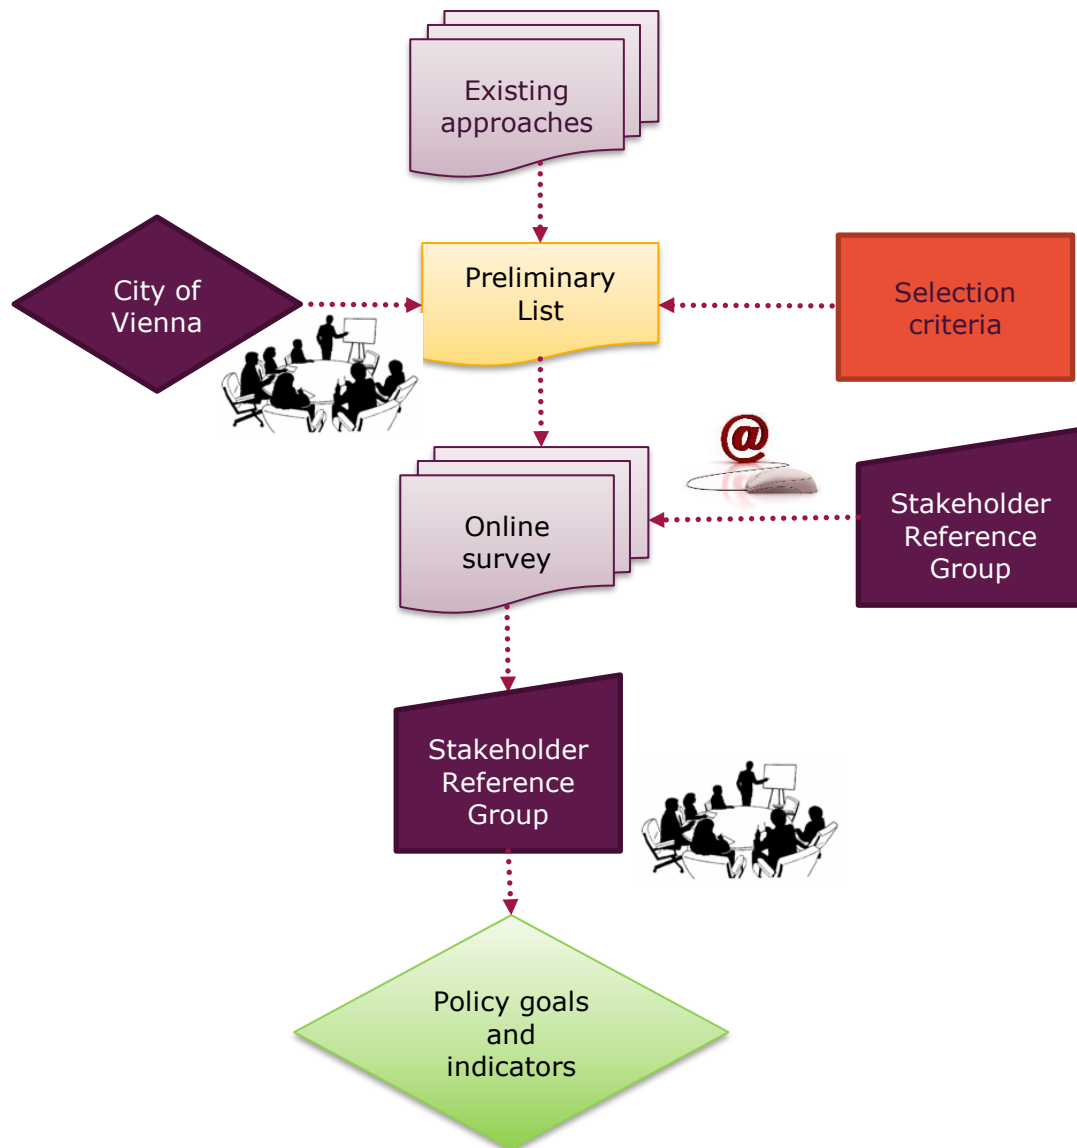 Existing
approaches
City of
Vienna
Preliminary
List
Selection
criteria
@
Online
survey
Stakeholder
Reference
Group
Stakeholder
Reference
Group
Policy goals
and
indicators